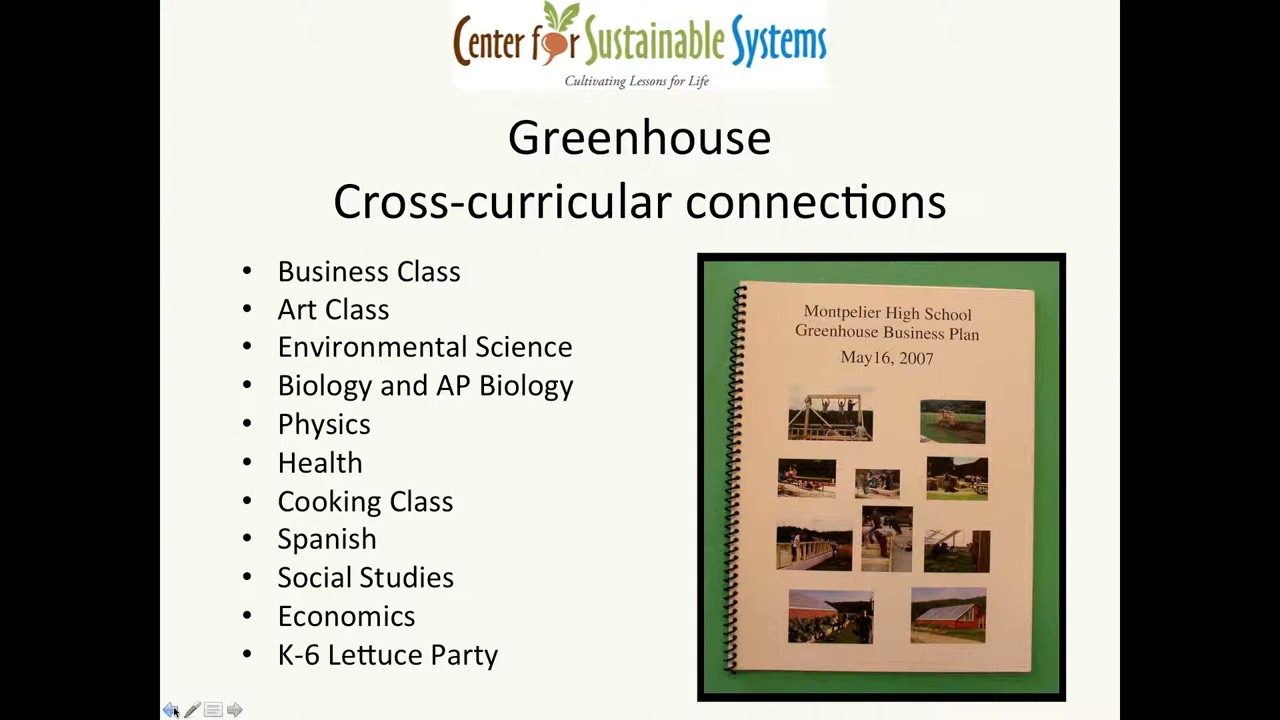 Center for Sustainable Systems
Cultivating Lessons for Life
Greenhouse
Cross-curricular connections
• Business Class
• Art Class
• Environmental Science
• Biology and AP Biology
• Physics
• Health
• Cooking Class
• Spanish
• Social Studies
• Economics
• K-6 Lettuce Party
Montpelier High School
Greenhouse Business Plan
May16, 2007